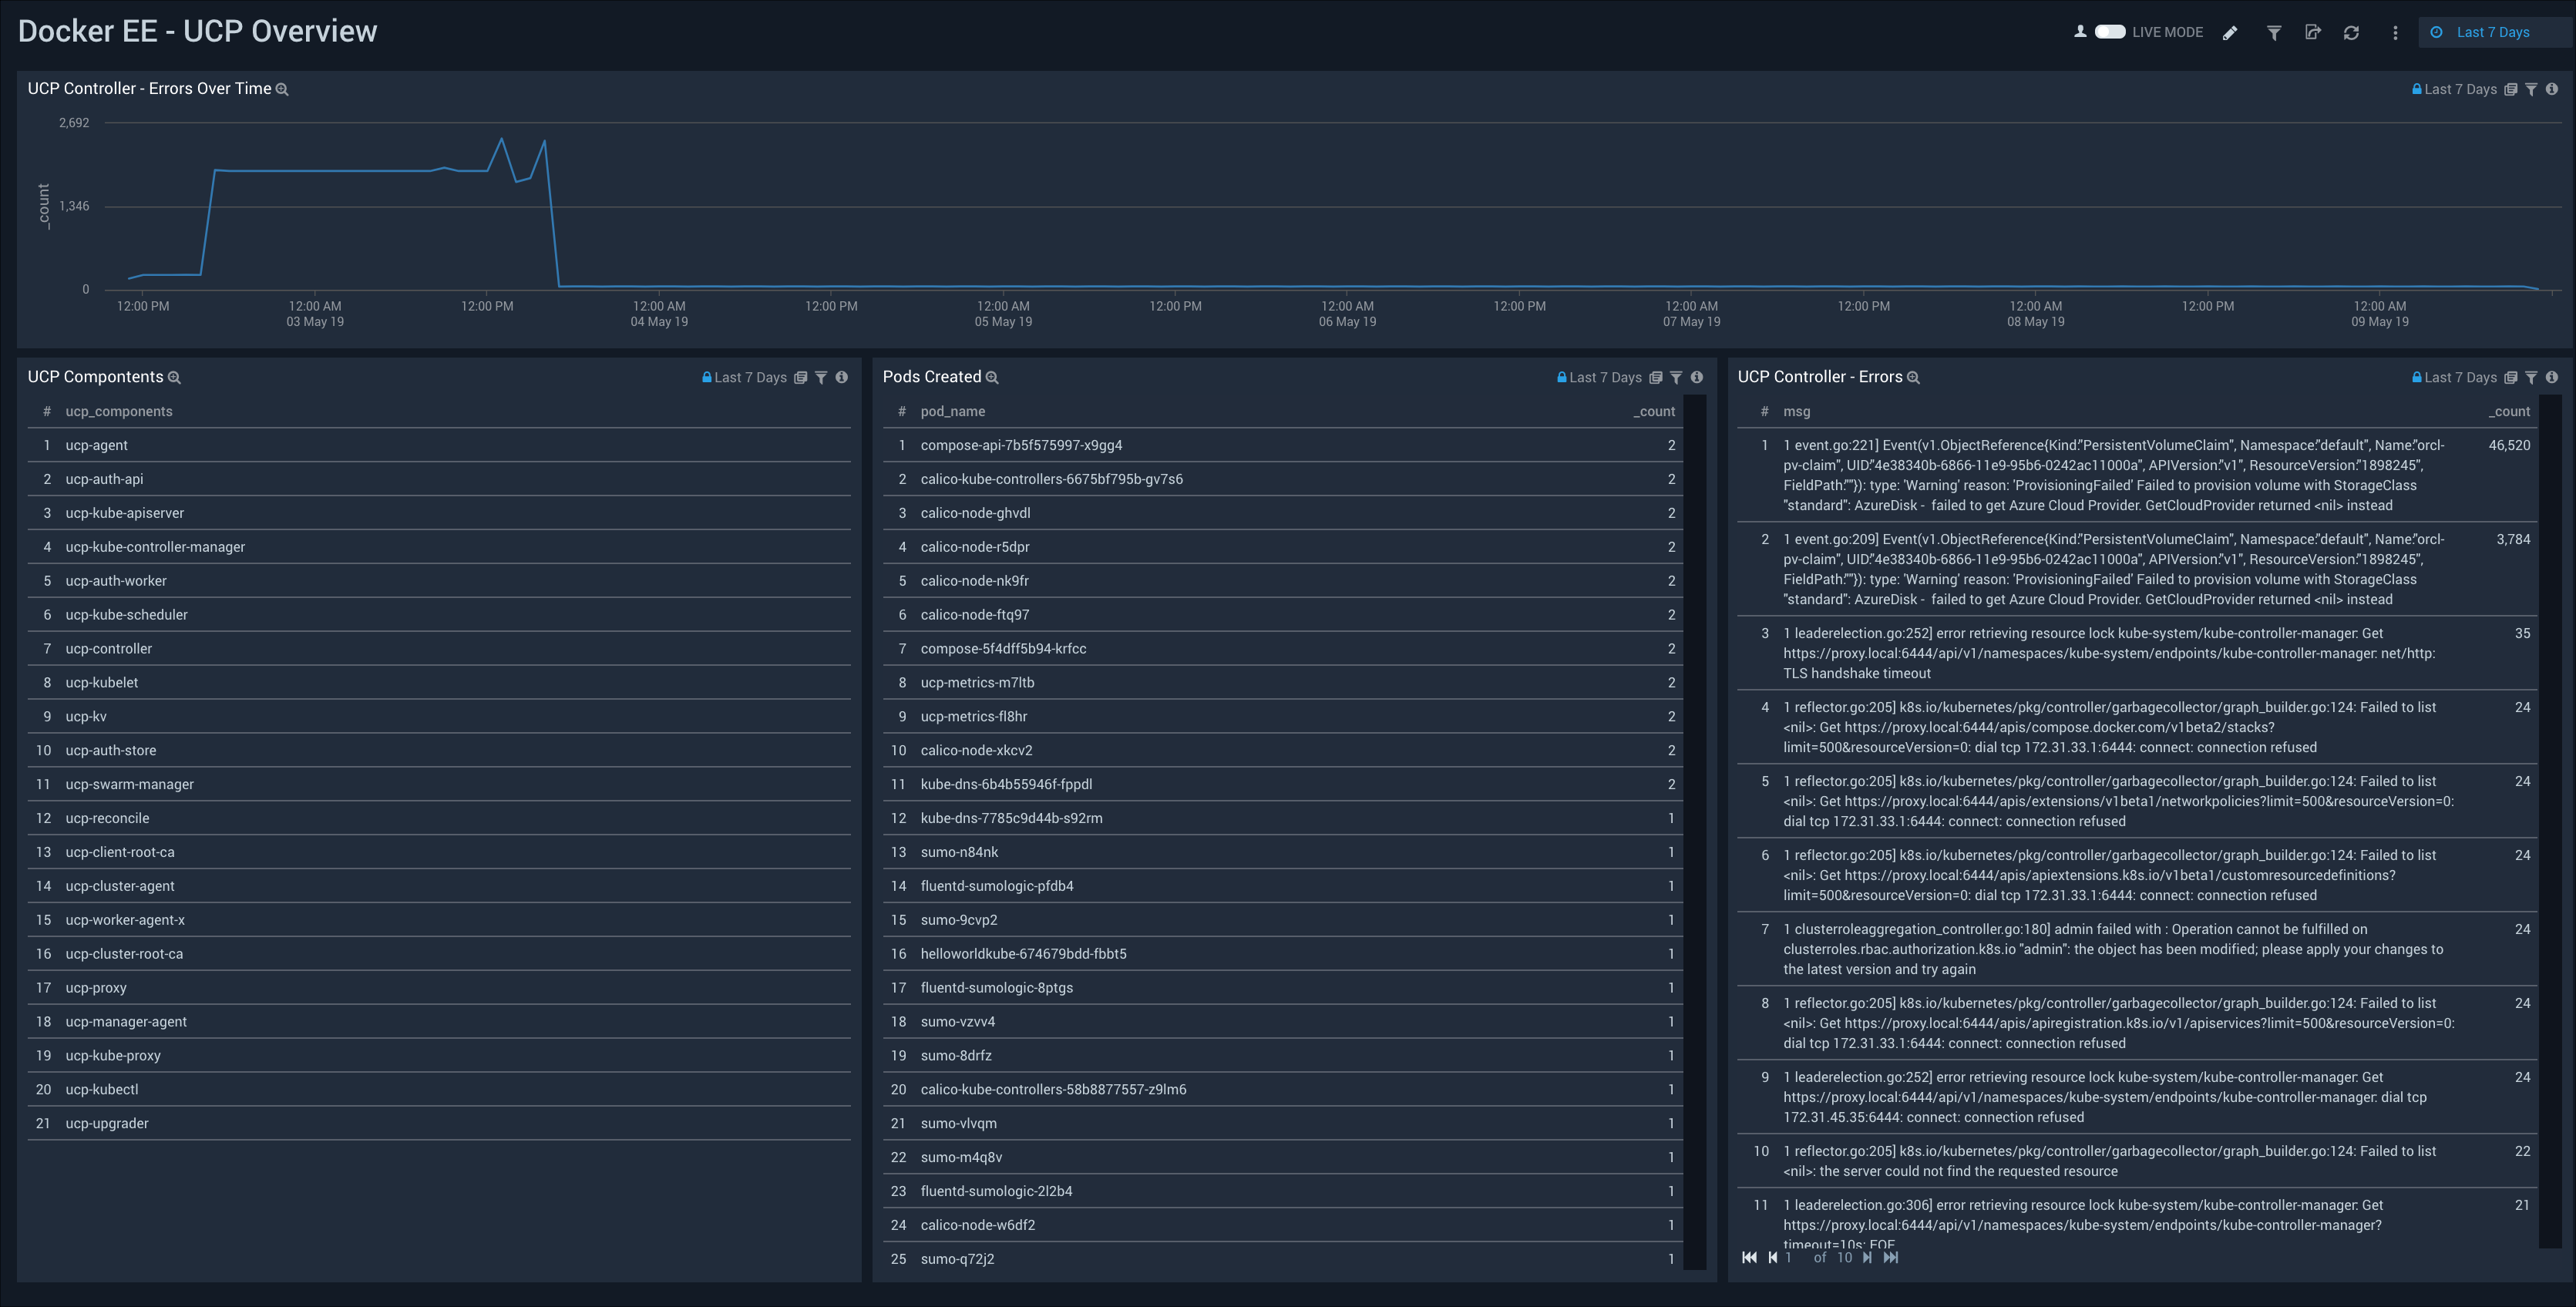 Docker EE - UCP Overview
LIVE MODE
Last 7 Days
UCP Controller - Errors Over Time
Last 7 Days
2,692
1,346
0
_count
12:00 PM
12:00 AM
03 May 19
12:00 PM
12:00 AM
04 May 19
12:00 PM
12:00 AM
05 May 19
12:00 PM
12:00 AM
06 May 19
12:00 PM
12:00 AM
07 May 19
12:00 PM
12:00 AM
08 May 19
12:00 PM
12:00 AM
09 May 19
UCP Compontents
Last 7 Days
# ucp_components
1 ucp-agent
2 ucp-auth-api
3 ucp-kube-apiserver
4 ucp-kube-controller-manager
5 ucp-auth-worker
6 ucp-kube-scheduler
7 ucp-controller
8 ucp-kubelet
9 ucp-kv
10 ucp-auth-store
11 ucp-swarm-manager
12 ucp-reconcile
13 ucp-client-root-ca
14 ucp-cluster-agent
15 ucp-worker-agent-x
16 ucp-cluster-root-ca
17 ucp-proxy
18 ucp-manager-agent
19 ucp-kube-proxy
20 ucp-kubectl
21 ucp-upgrader
Pods Created
Last 7 Days
# pod_name _count
1 compose-api-7b5f575997-x9gg4 2
2 calico-kube-controllers-6675bf795b-gv7s6 2
3 calico-node-ghvdl 2
4 calico-node-r5dpr 2
5 calico-node-nk9fr 2
6 calico-node-ftq97 2
7 compose-5f4dff5b94-krfcc 2
8 ucp-metrics-m7ltb 2
9 ucp-metrics-fl8hr 2
10 calico-node-xkcv2 2
11 kube-dns-6b4b55946f-fppdl 2
12 kube-dns-7785c9d44b-s92rm 1
13 sumo-n84nk 1
14 fluentd-sumologic-pfdb4 1
15 sumo-9cvp2 1
16 helloworldkube-674679bdd-fbbt5 1
17 fluentd-sumologic-8ptgs 1
18 sumo-vzvv4 1
19 sumo-8drfz 1
20 calico-kube-controllers-58b8877557-z9lm6 1
21 sumo-vlvqm 1
22 sumo-m4q8v 1
23 fluentd-sumologic-2l2b4 1
24 calico-node-w6df2 1
25 sumo-q72j2 1
UCP Controller - Errors
Last 7 Days
# msg _count
1 1 event.go:221] Event(v1.ObjectReference{Kind:"PersistentVolumeClaim", Namespace:"default", Name:"orcl- 46,520
pv-claim", UID:"4e38340b-6866-11e9-95b6-0242ac11000a", APIVersion:"v1", ResourceVersion:"1898245",
FieldPath:""}): type: 'Warning' reason: 'ProvisioningFailed' Failed to provision volume with StorageClass
"standard": AzureDisk - failed to get Azure Cloud Provider. GetCloudProvider returned <nil> instead
2 1 event.go:209] Event(v1.ObjectReference{Kind:"PersistentVolumeClaim", Namespace:"default", Name:"orcl- 3,784
pv-claim", UID:"4e38340b-6866-11e9-95b6-0242ac11000a", APIVersion:"v1", ResourceVersion:"1898245",
FieldPath:""}): type: 'Warning' reason: 'ProvisioningFailed' Failed to provision volume with StorageClass
"standard": AzureDisk - failed to get Azure Cloud Provider. GetCloudProvider returned <nil> instead
3 1 leaderelection.go:252] error retrieving resource lock kube-system/kube-controller-manager: Get 35
https://proxy.local:6444/api/v1/namespaces/kube-system/endpoints/kube-controller-manager: net/http:
TLS handshake timeout
4 1 reflector.go:205] k8s.io/kubernetes/pkg/controller/garbagecollector/graph_builder.go:124: Failed to list 24
<nil>: Get https://proxy.local:6444/apis/compose.docker.com/v1beta2/stacks?
limit=500&resourceVersion=0: dial tcp 172.31.33.1:6444: connect: connection refused
5 1 reflector.go:205] k8s.io/kubernetes/pkg/controller/garbagecollector/graph_builder.go:124: Failed to list 24
<nil>: Get https://proxy.local:6444/apis/extensions/v1beta1/networkpolicies?limit=500&resourceVersion=0:
dial tcp 172.31.33.1:6444: connect: connection refused
6 1 reflector.go:205] k8s.io/kubernetes/pkg/controller/garbagecollector/graph_builder.go:124: Failed to list 24
<nil>: Get https://proxy.local:6444/apis/apiextensions.k8s.io/v1beta1/customresourcedefinitions?
limit=500&resourceVersion=0: dial tcp 172.31.33.1:6444: connect: connection refused
7 1 clusterroleaggregation_controller.go:180] admin failed with : Operation cannot be fulfilled on 24
clusterroles.rbac.authorization.k8s.io "admin": the object has been modified; please apply your changes to
the latest version and try again
8 1 reflector.go:205] k8s.io/kubernetes/pkg/controller/garbagecollector/graph_builder.go:124: Failed to list 24
<nil>: Get https://proxy.local:6444/apis/apiregistration.k8s.io/v1/apiservices?limit=500&resourceVersion=0:
dial tcp 172.31.33.1:6444: connect: connection refused
9 1 leaderelection.go:252] error retrieving resource lock kube-system/kube-controller-manager: Get 24
https://proxy.local:6444/api/v1/namespaces/kube-system/endpoints/kube-controller-manager: dial tcp
172.31.45.35:6444: connect: connection refused
10 1 reflector.go:205] k8s.io/kubernetes/pkg/controller/garbagecollector/graph_builder.go:124: Failed to list 22
<nil>: the server could not find the requested resource
11 1 leaderelection.go:306] error retrieving resource lock kube-system/kube-controller-manager: Get 21
https://proxy.local:6444/api/v1/namespaces/kube-system/endpoints/kube-controller-manager?
timeout=10s: EOF
1 of 10